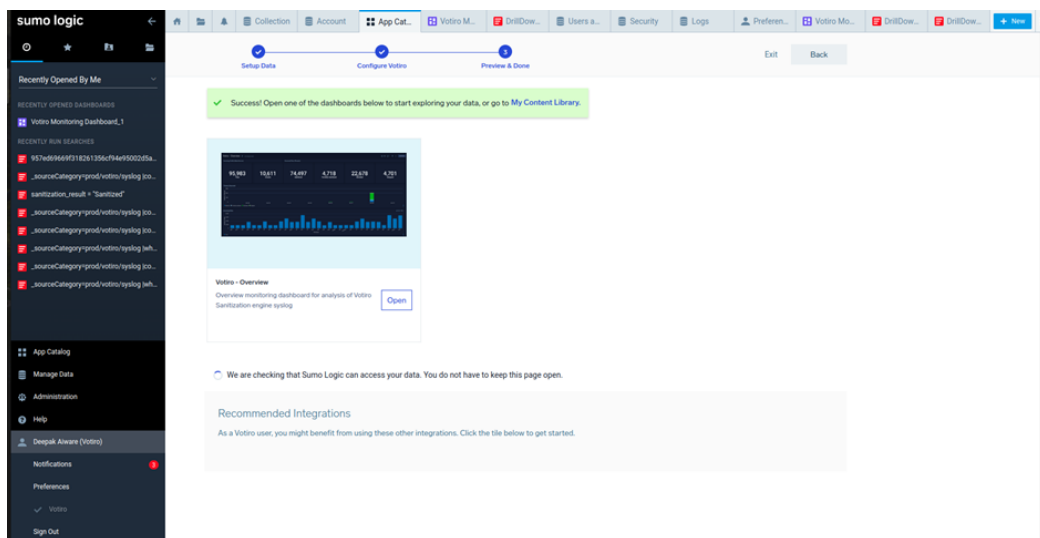 sumo logic
Collection
Account
App Cat...
Votiro M...
DrillDow...
Users a...
Security
Logs
Preferen...
Votiro Mo...
DrillDow...
DrillDow...
+ New
Setup Data
Configure Votiro
3
Preview & Done
Exit
Back
Recently Opened By Me
RECENTLY OPENED DASHBOARDS
Votiro Monitoring Dashboard_1
RECENTLY RUN SEARCHES
957ed69669f318261356cf94e95002d5a...
_sourceCategory=prod/votiro/syslog |co...
sanitization_result = "Sanitized"
_sourceCategory=prod/votiro/syslog |co...
_sourceCategory=prod/votiro/syslog |co...
_sourceCategory=prod/votiro/syslog |wh...
_sourceCategory=prod/votiro/syslog |co...
_sourceCategory=prod/votiro/syslog |wh...
App Catalog
Manage Data
Administration
Help
Deepak Alware (Votiro)
Notifications
3
Preferences
Votiro
Sign Out
Success! Open one of the dashboards below to start exploring your data, or go to My Content Library.
95,983
10,611
74,497
4,718
22,678
4,701
Votiro - Overview
Overview monitoring dashboard for analysis of Votiro
Sanitization engine syslog
Open
We are checking that Sumo Logic can access your data. You do not have to keep this page open.
Recommended Integrations
As a Votiro user, you might benefit from using these other integrations. Click the tile below to get started.